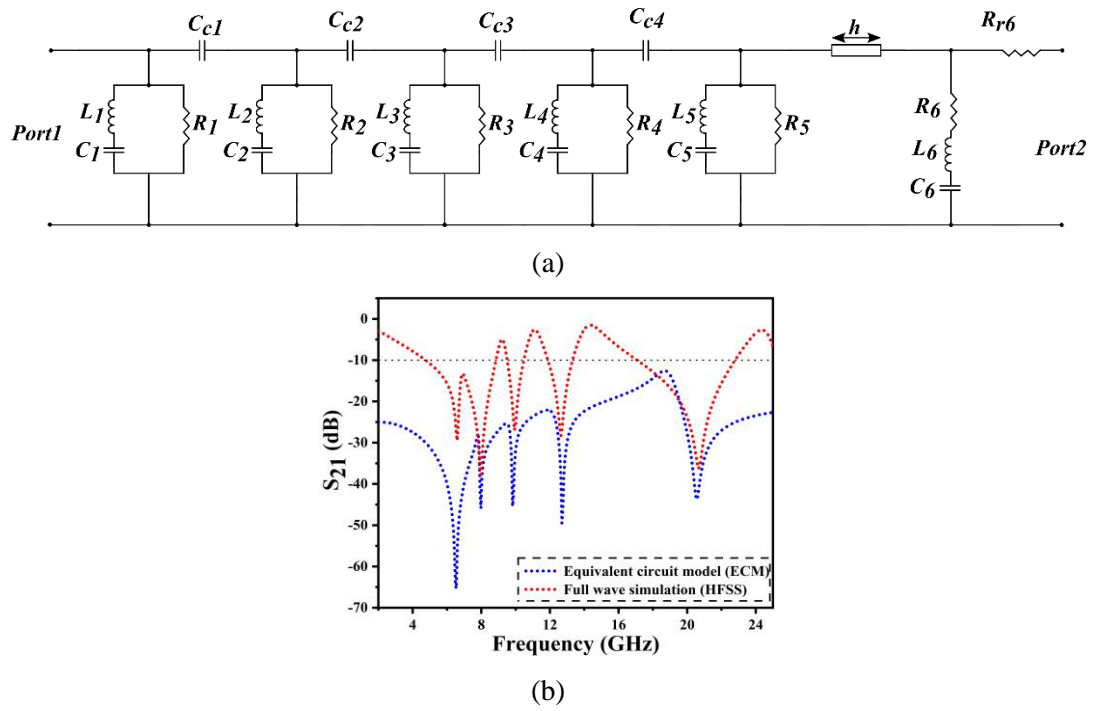 Cc1 Cc2 Cc3 Cc4 h Rr6
Port1 L1 C1 R1 L2 C2 R2 L3 C3 R3 L4 C4 R4 L5 C5 R5 R6 L6 C6 Port2
(a)
S21 (dB)
0
-10
-20
-30
-40
-50
-60
-70
Equivalent circuit model (ECM)
Full wave simulation (HFSS)
4 8 12 16 20 24
Frequency (GHz)
(b)